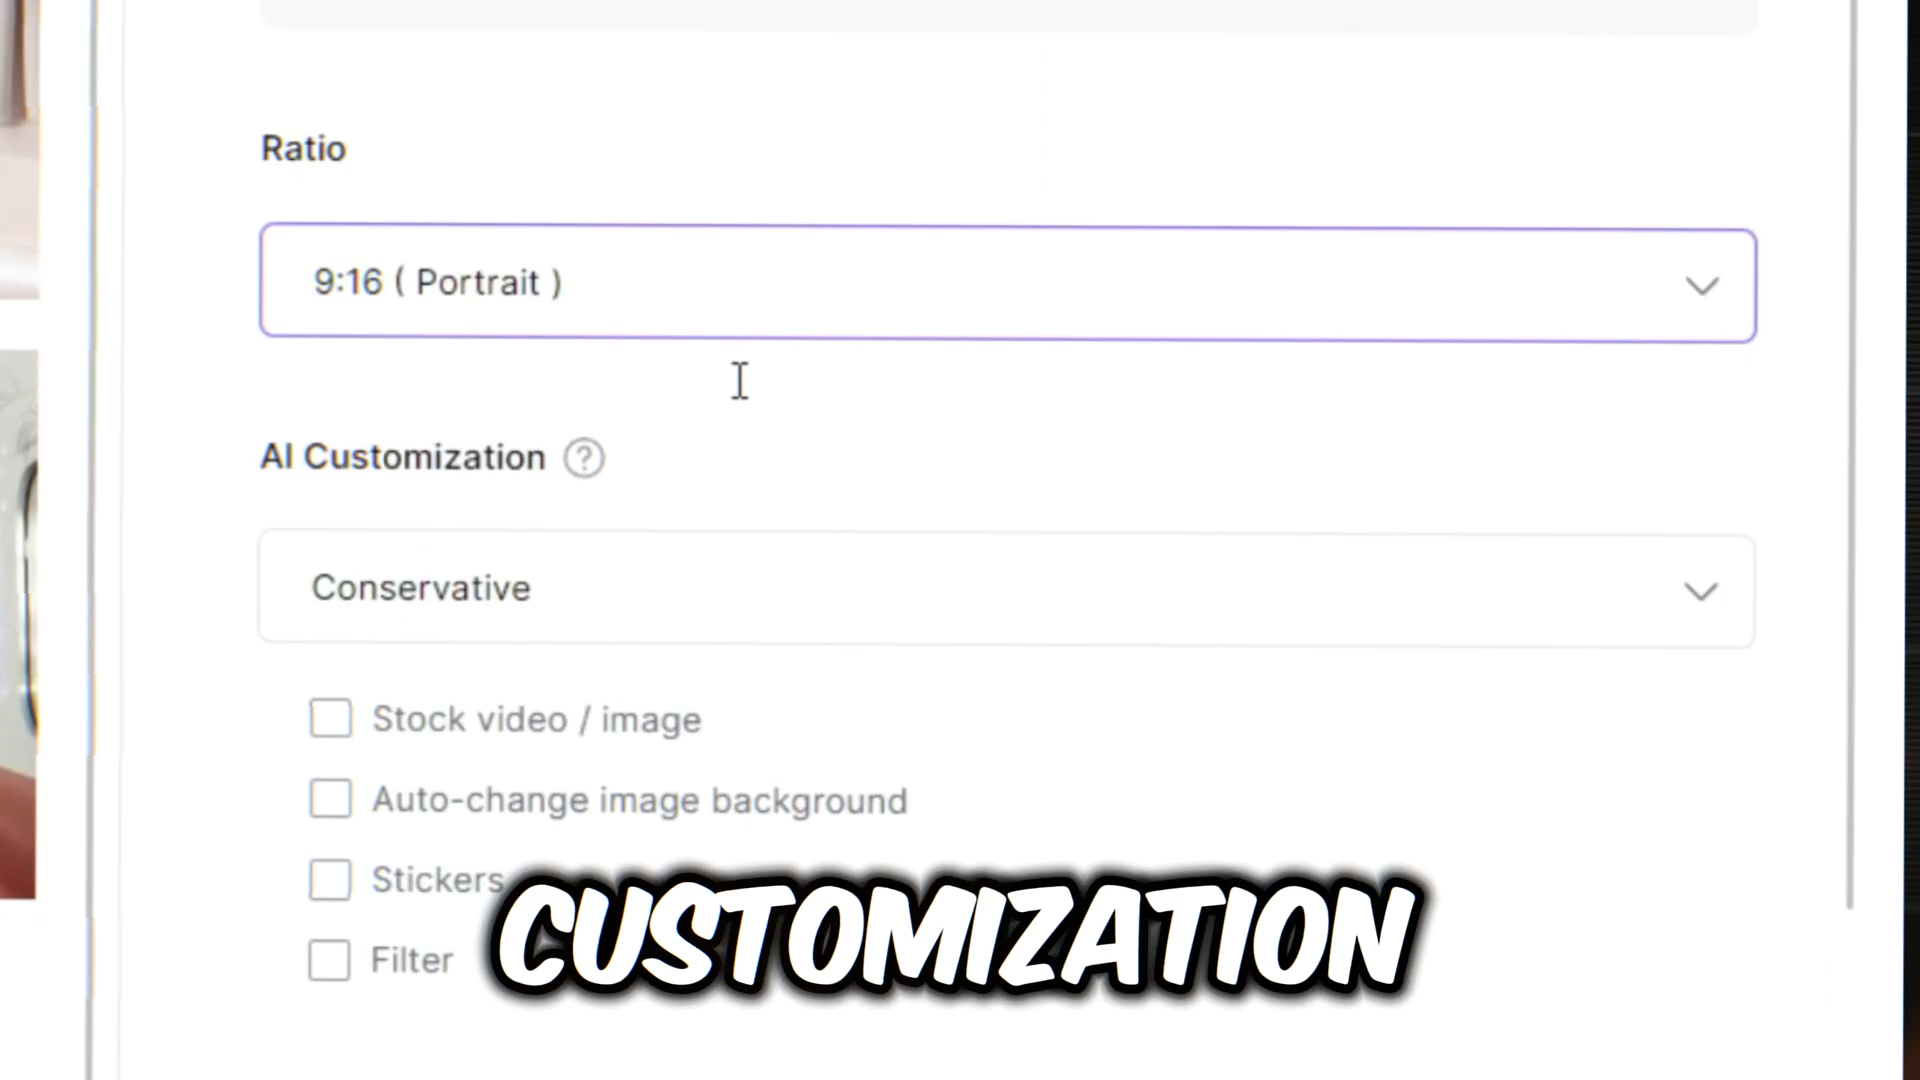 Ratio
9:16 ( Portrait )
AI Customization ?
Conservative
Stock video / image
Auto-change image background
Stickers
Filter
CUSTOMIZATION